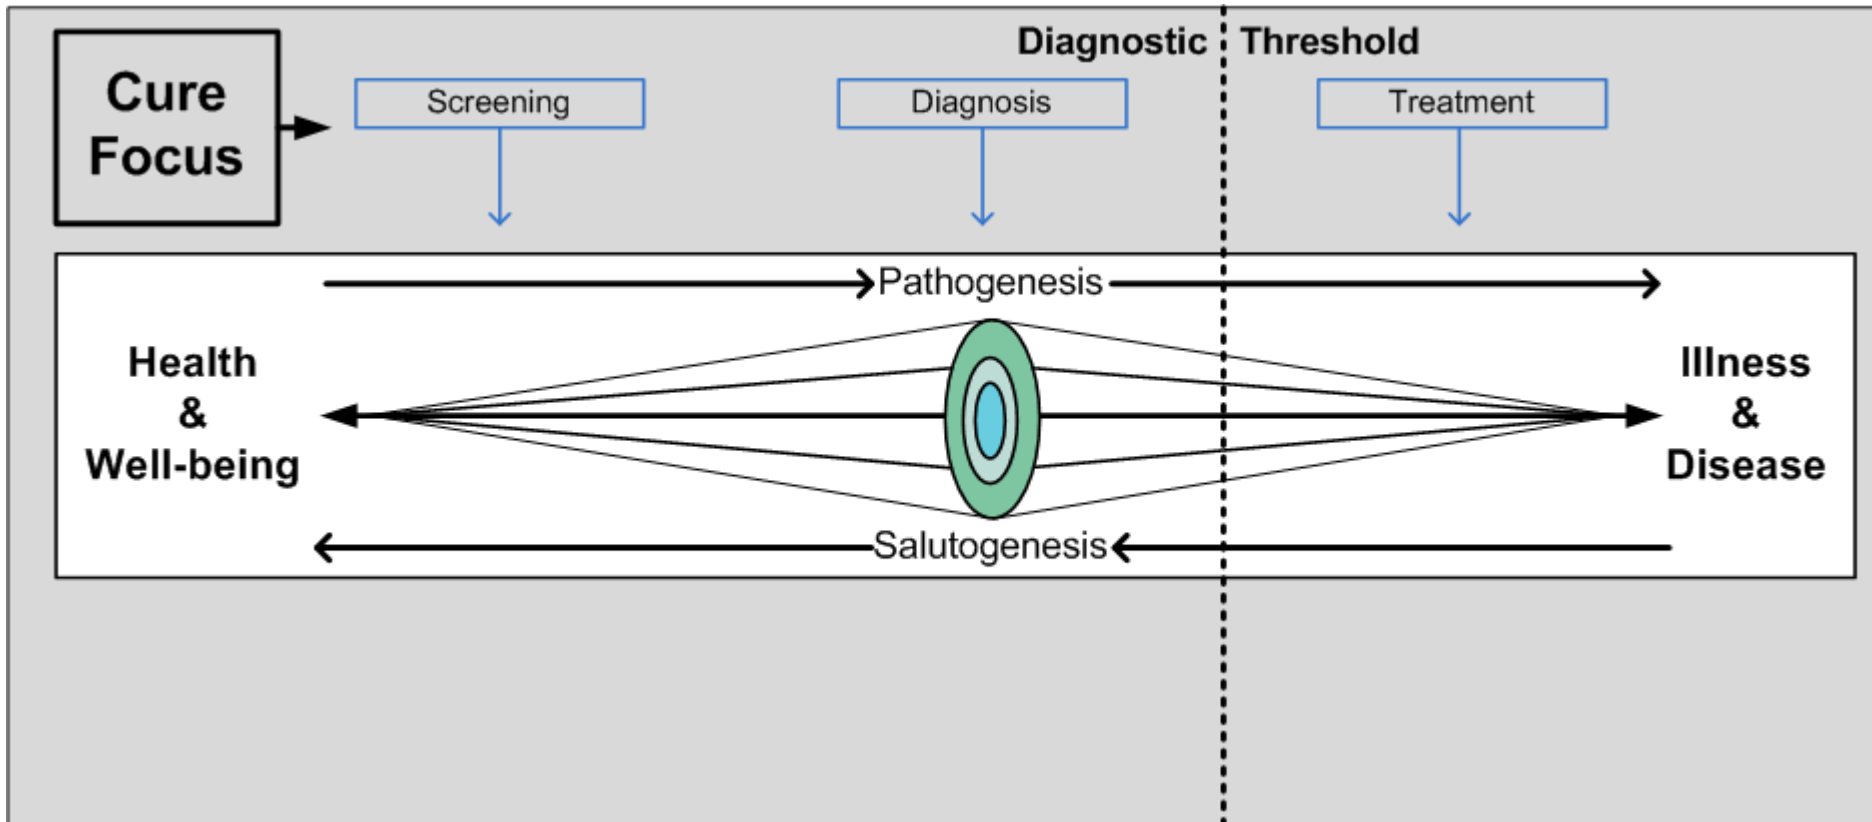 Diagnostic Threshold
Cure
Focus
Screening
Diagnosis
Treatment
Pathogenesis
Health
&
Well-being
Illness
&
Disease
Salutogenesis